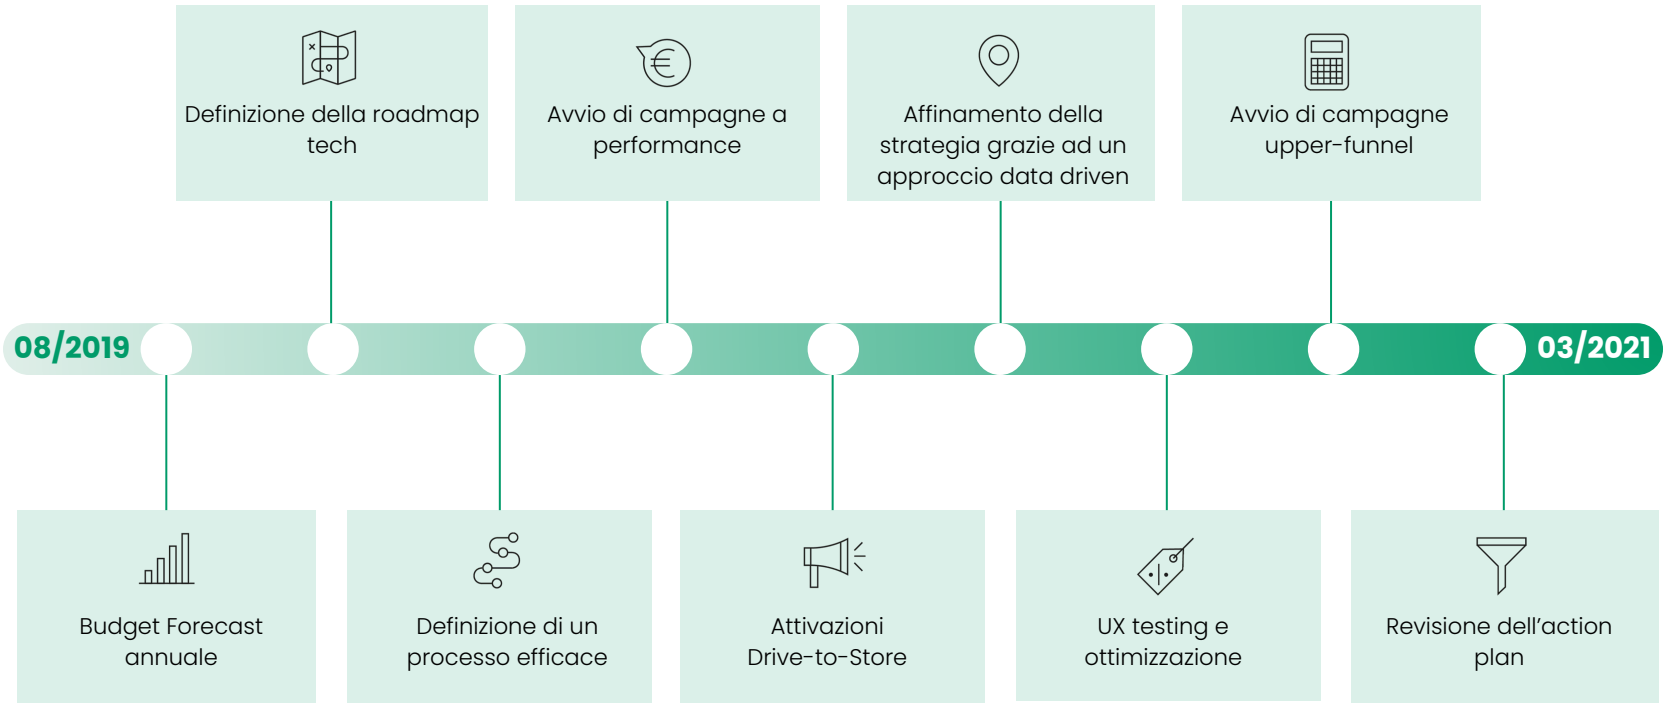 Definizione della roadmap
tech
Avvio di campagne a
performance
Affinamento della
strategia grazie ad un
approccio data driven
Avvio di campagne
upper-funnel
08/2019
03/2021
Budget Forecast
annuale
Definizione di un
processo efficace
Attivazioni
Drive-to-Store
UX testing e
ottimizzazione
Revisione dell’action
plan